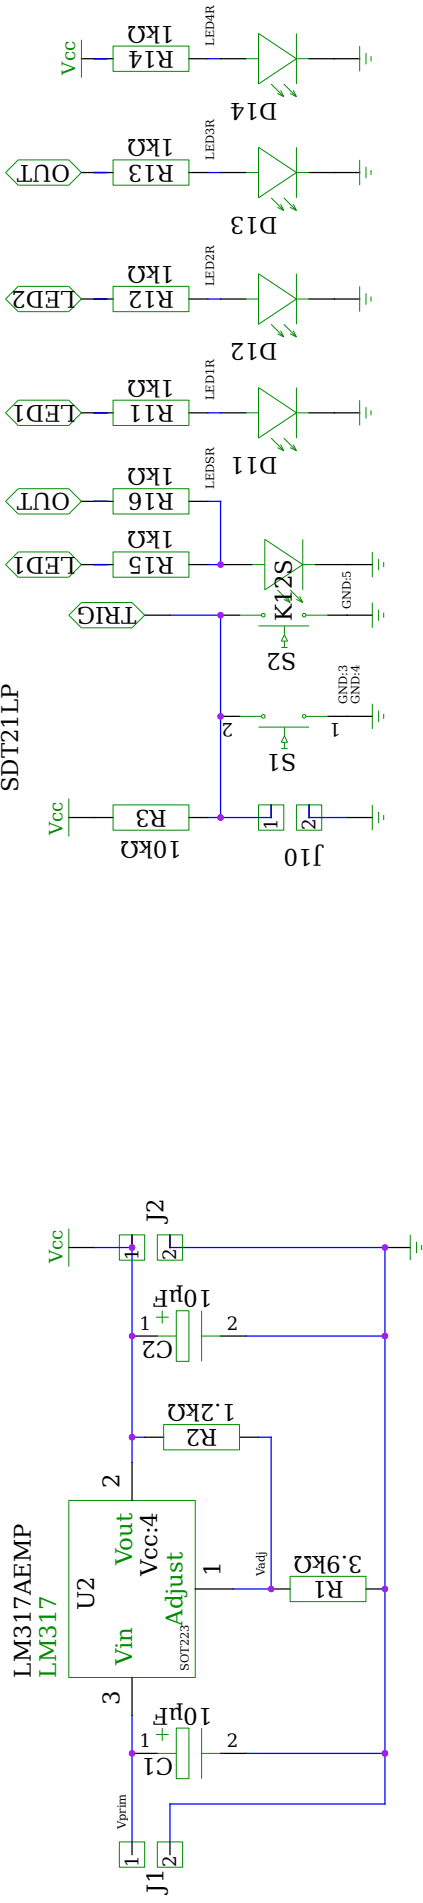 LED4R
1kΩ
Vcc
R14
D14
LED3R
1kΩ
OUT
R13
D13
LED2R
1kΩ
LED2
R12
D12
LED1R
1kΩ
LED1
R11
D11
LEDSR
1kΩ
OUT
R16
1kΩ
LED1
R15
K12S
TRIG
S2
GND:5
SDT21LP
GND:3
GND:4
2
1
S1
Vcc
R3
10kΩ
1
2
J10
Vcc
1
2
J2
10µF
+
1
2
C2
1.2kΩ
R2
LM317AEMP
LM317
2
Vout
Vcc:4
U2
1
Adjust
Vin
SOT223
3
Vadj
3.9kΩ
R1
10µF
+
1
2
C1
Vprim
1
2
J1